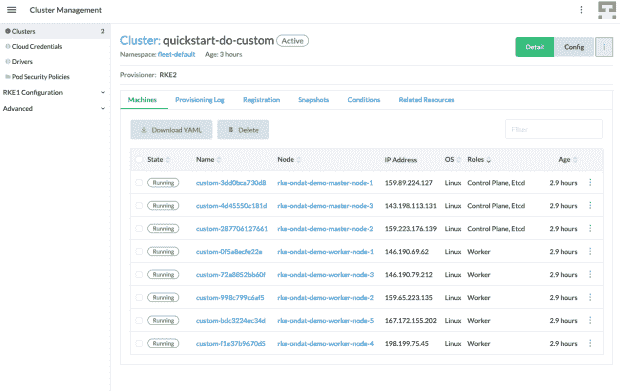 Cluster Management
Clusters 2
Cloud Credentials
Drivers
Pod Security Policies
RKE1 Configuration
Advanced
Cluster: quickstart-do-custom Active
Namespace: fleet-default Age: 3 hours
Detail Config
Provisioner: RKE2
Machines Provisioning Log Registration Snapshots Conditions Related Resources
Download YAML Delete Filter
State Name Node IP Address OS Roles Age
Running custom-3dd0bca730d8 rke-ondat-demo-master-node-1 159.89.224.127 Linux Control Plane, Etcd 2.9 hours
Running custom-4d45550c181d rke-ondat-demo-master-node-3 143.198.113.131 Linux Control Plane, Etcd 2.9 hours
Running custom-287706127661 rke-ondat-demo-master-node-2 159.223.176.139 Linux Control Plane, Etcd 2.9 hours
Running custom-0f5a8ecfe22e rke-ondat-demo-worker-node-1 146.190.69.62 Linux Worker 2.9 hours
Running custom-72a8852bb60f rke-ondat-demo-worker-node-3 146.190.79.212 Linux Worker 2.9 hours
Running custom-998c799c6af5 rke-ondat-demo-worker-node-2 159.65.223.135 Linux Worker 2.9 hours
Running custom-bdc3224ec34d rke-ondat-demo-worker-node-5 167.172.155.202 Linux Worker 2.9 hours
Running custom-f1e37b9670d5 rke-ondat-demo-worker-node-4 198.199.75.45 Linux Worker 2.9 hours